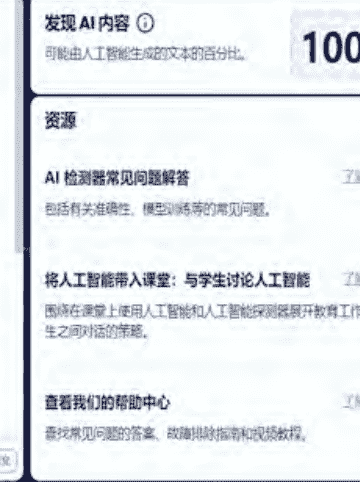 发现 AI 内容
可能由人工智能生成的文本的百分比。
100
资源
AI 检测器常见问题解答
包括有关准确性、模型训练等的常见问题。
将人工智能带入课堂：与学生讨论人工智能
围绕在课堂上使用人工智能和人工智能探测器展开教育工作
生之间对话的策略。
查看我们的帮助中心
查找常见问题的答案、故障排除指南和视频教程。